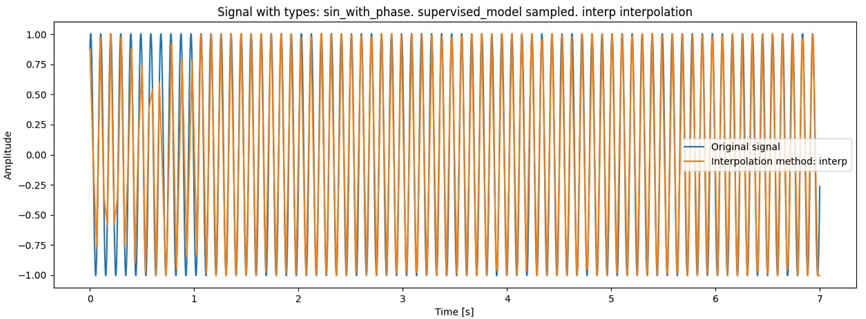 Signal with types: sin_with_phase. supervised_model sampled. interp interpolation
Amplitude
1.00
0.75
0.50
0.25
0.00
−0.25
−0.50
−0.75
−1.00
Original signal
Interpolation method: interp
0 1 2 3 4 5 6 7
Time [s]